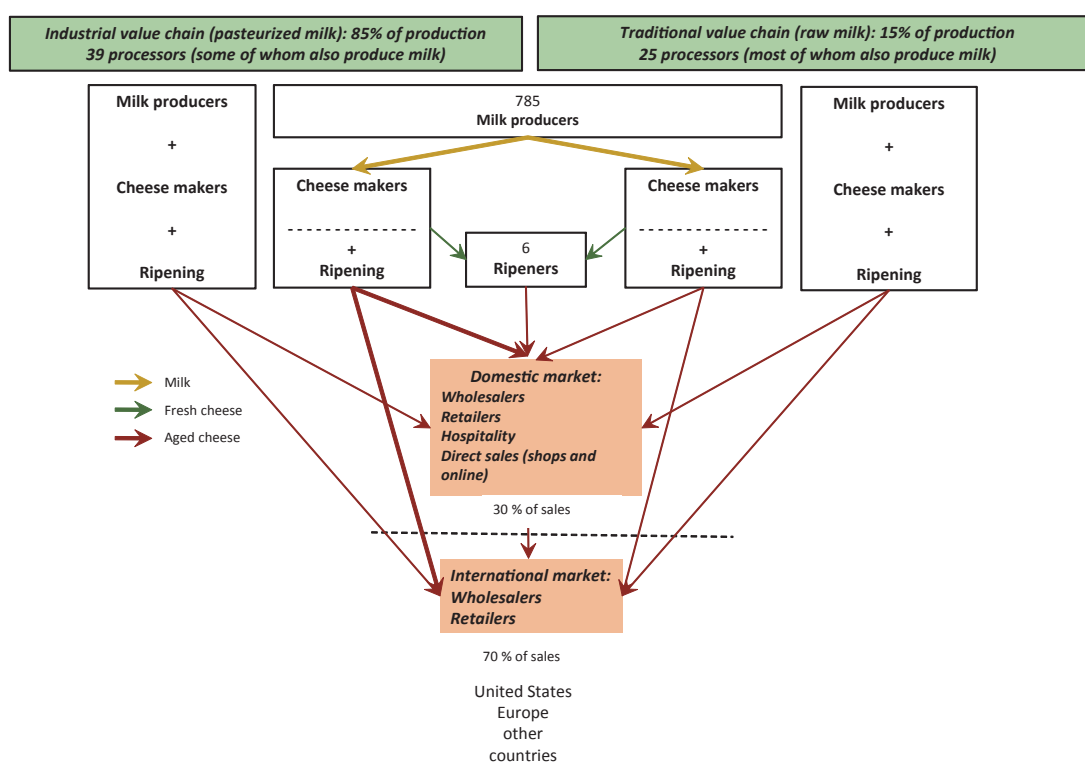 Industrial value chain (pasteurized milk): 85% of production
39 processors (some of whom also produce milk)
Traditional value chain (raw milk): 15% of production
25 processors (most of whom also produce milk)
Milk producers
+
Cheese makers
+
Ripening
785
Milk producers
Cheese makers
+
Ripening
6
Ripeners
Cheese makers
+
Ripening
Milk producers
+
Cheese makers
+
Ripening
Milk
Fresh cheese
Aged cheese
Domestic market:
Wholesalers
Retailers
Hospitality
Direct sales (shops and
online)
30 % of sales
International market:
Wholesalers
Retailers
70 % of sales
United States
Europe
other
countries